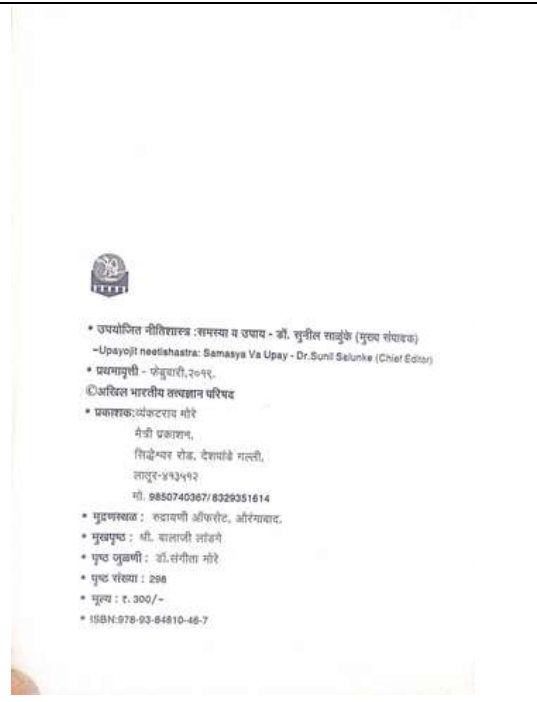 * उपयोजित नीतिशास्त्र :समस्या व उपाय - डॉ. सुनील साळुंके (मुख्य संपादक)
-Upayojit neetishastra: Samasya Va Upay - Dr.Sunil Salunke (Chief Editor)
* प्रथमावृत्ती - फेब्रुवारी,२०१९.
©अखिल भारतीय तत्त्वज्ञान परिषद
* प्रकाशक:व्यंकटराव मोरे
मैत्री प्रकाशन,
सिद्धेश्वर रोड, देशपांडे गल्ली,
लातूर-४१३५१२
मो. 9850740367/ 8329351614
* मुद्रणस्थळ : रुद्रायणी ऑफसेट, औरंगाबाद.
* मुखपृष्ठ : श्री. बालाजी लांडगे
* पृष्ठ जुळणी : डॉ.संगीता मोरे
* पृष्ठ संख्या : 298
* मूल्य : र. 300/-
* ISBN:978-93-84810-46-7